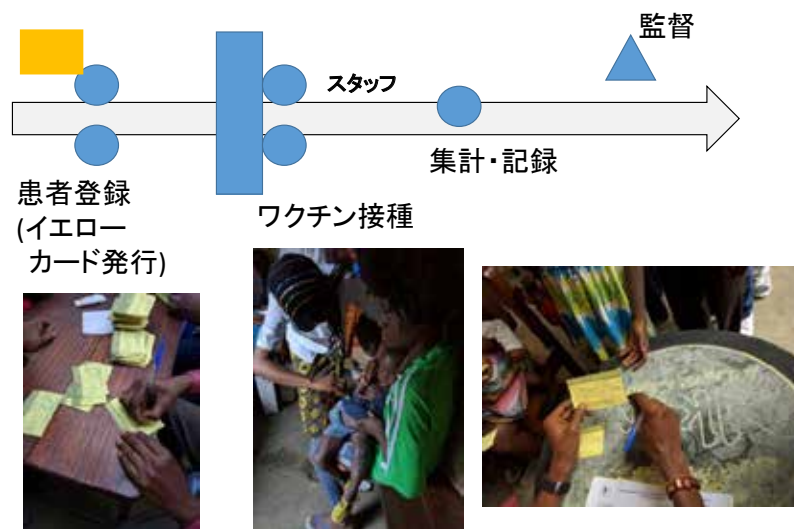 監督
スタッフ
集計・記録
患者登録
(イエロー
カード発行)
ワクチン接種